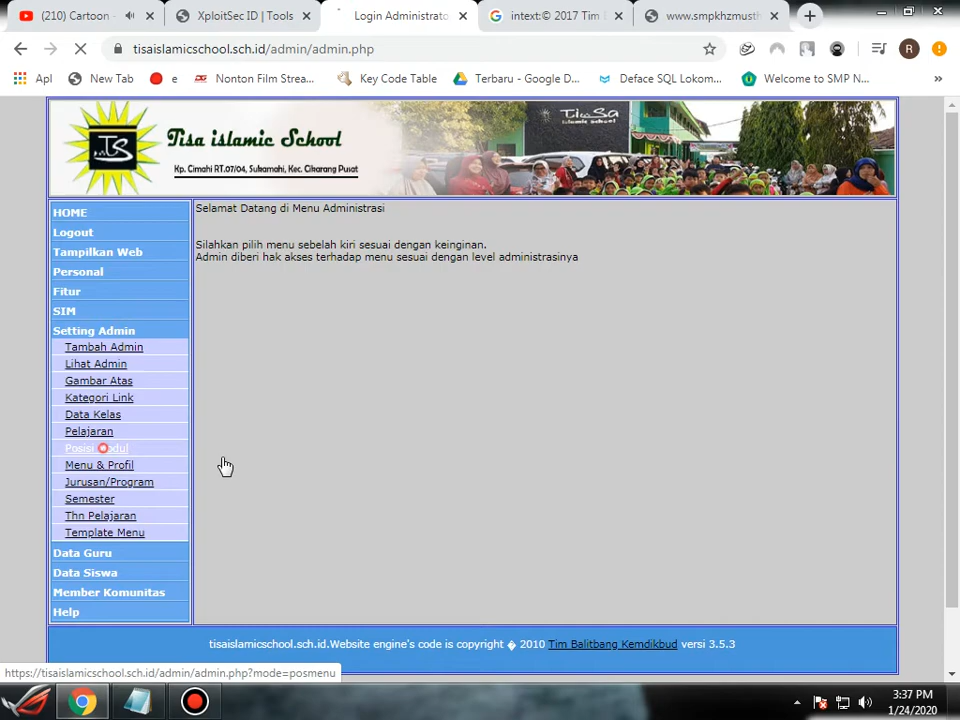 (210) Cartoon -
XploitSec ID | Tools
Login Administrato
intext:© 2017 Tim B
www.smpkhzmusth
tisaislamicschool.sch.id/admin/admin.php
R
Apl
New Tab
e
Nonton Film Strea...
Key Code Table
Terbaru - Google D...
Deface SQL Lokom...
Welcome to SMP N...
»
TS
Tisa islamic School
Kp. Cimahi RT.07/04, Sukamahi, Kec. Cikarang Pusat
TiSa
islamic school
HOME
Logout
Tampilkan Web
Personal
Fitur
SIM
Setting Admin
Tambah Admin
Lihat Admin
Gambar Atas
Kategori Link
Data Kelas
Pelajaran
Posisi
Menu & Profil
Jurusan/Program
Semester
Thn Pelajaran
Template Menu
Data Guru
Data Siswa
Member Komunitas
Help
Selamat Datang di Menu Administrasi
Silahkan pilih menu sebelah kiri sesuai dengan keinginan.
Admin diberi hak akses terhadap menu sesuai dengan level administrasinya
tisaislamicschool.sch.id.Website engine's code is copyright � 2010 Tim Balitbang Kemdikbud versi 3.5.3
https://tisaislamicschool.sch.id/admin/admin.php?mode=posmenu
3:37 PM
1/24/2020